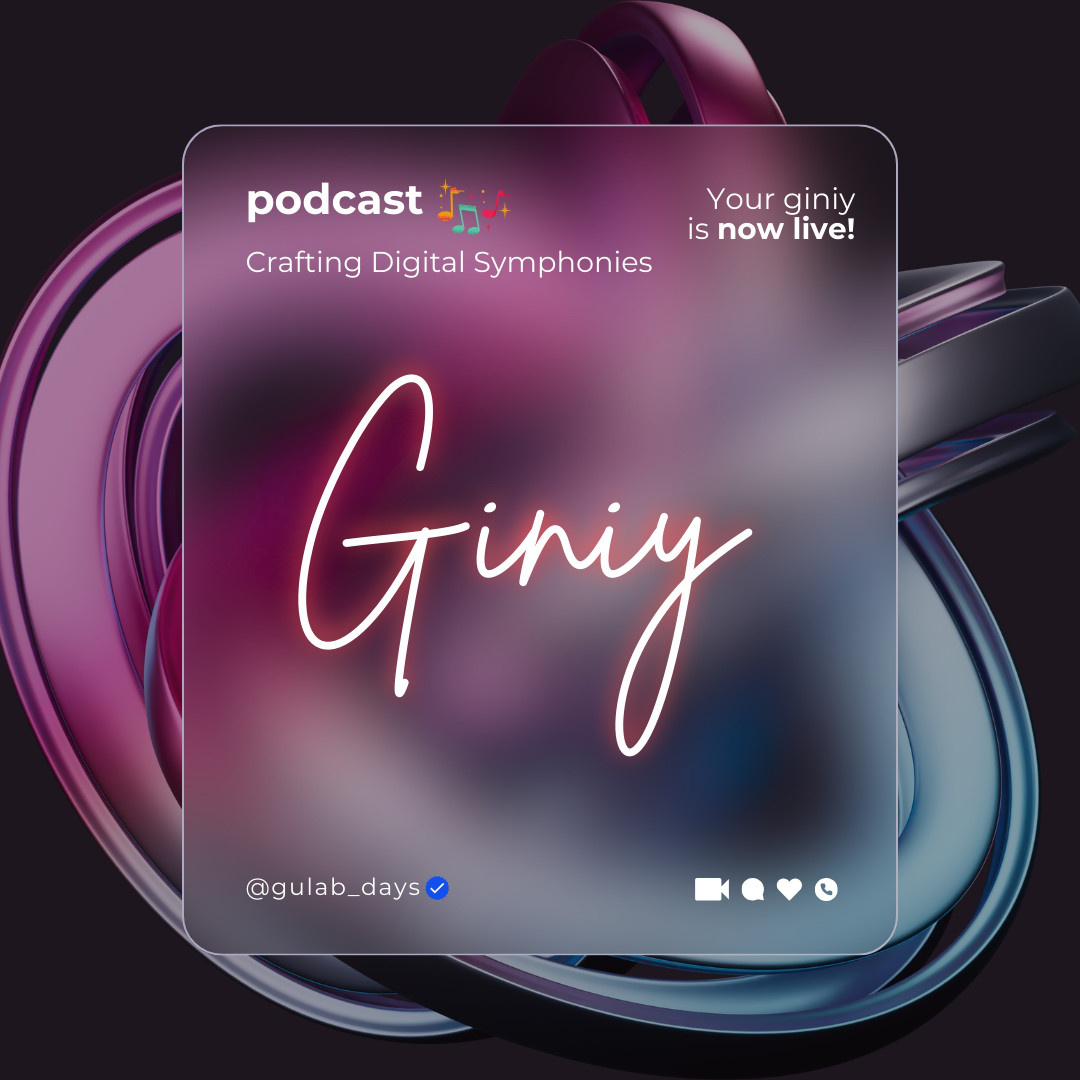 podcast
Crafting Digital Symphonies
Your giniy
is now live!
Giniy
@gulab_days